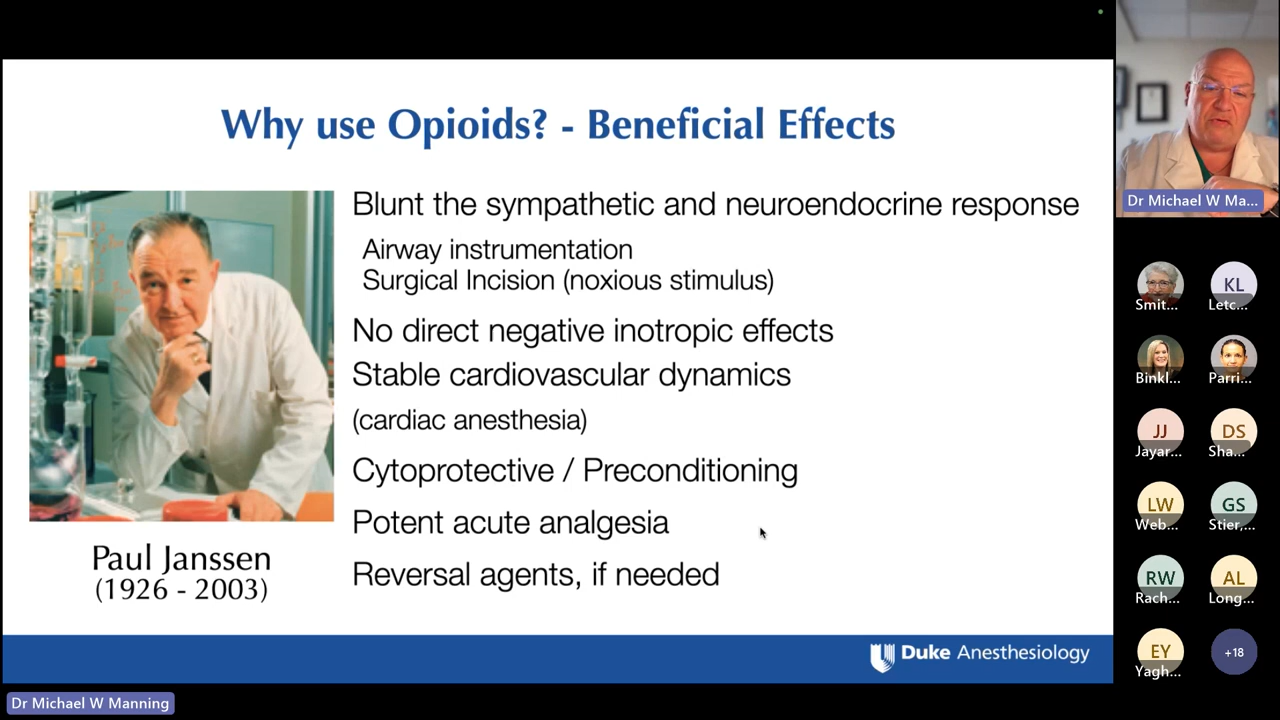 Why use Opioids? - Beneficial Effects
Blunt the sympathetic and neuroendocrine response
Airway instrumentation
Surgical Incision (noxious stimulus)
No direct negative inotropic effects
Stable cardiovascular dynamics
(cardiac anesthesia)
Cytoprotective / Preconditioning
Potent acute analgesia
Reversal agents, if needed
Paul Janssen
(1926 - 2003)
Duke Anesthesiology
Dr Michael W Manning
Dr Michael W Ma...
Smit...
KL
Letc...
Binkl...
Parri...
JJ
Jayar...
DS
Sha...
LW
Web...
GS
Stier,...
RW
Rach...
AL
Long...
EY
Yagh...
+18